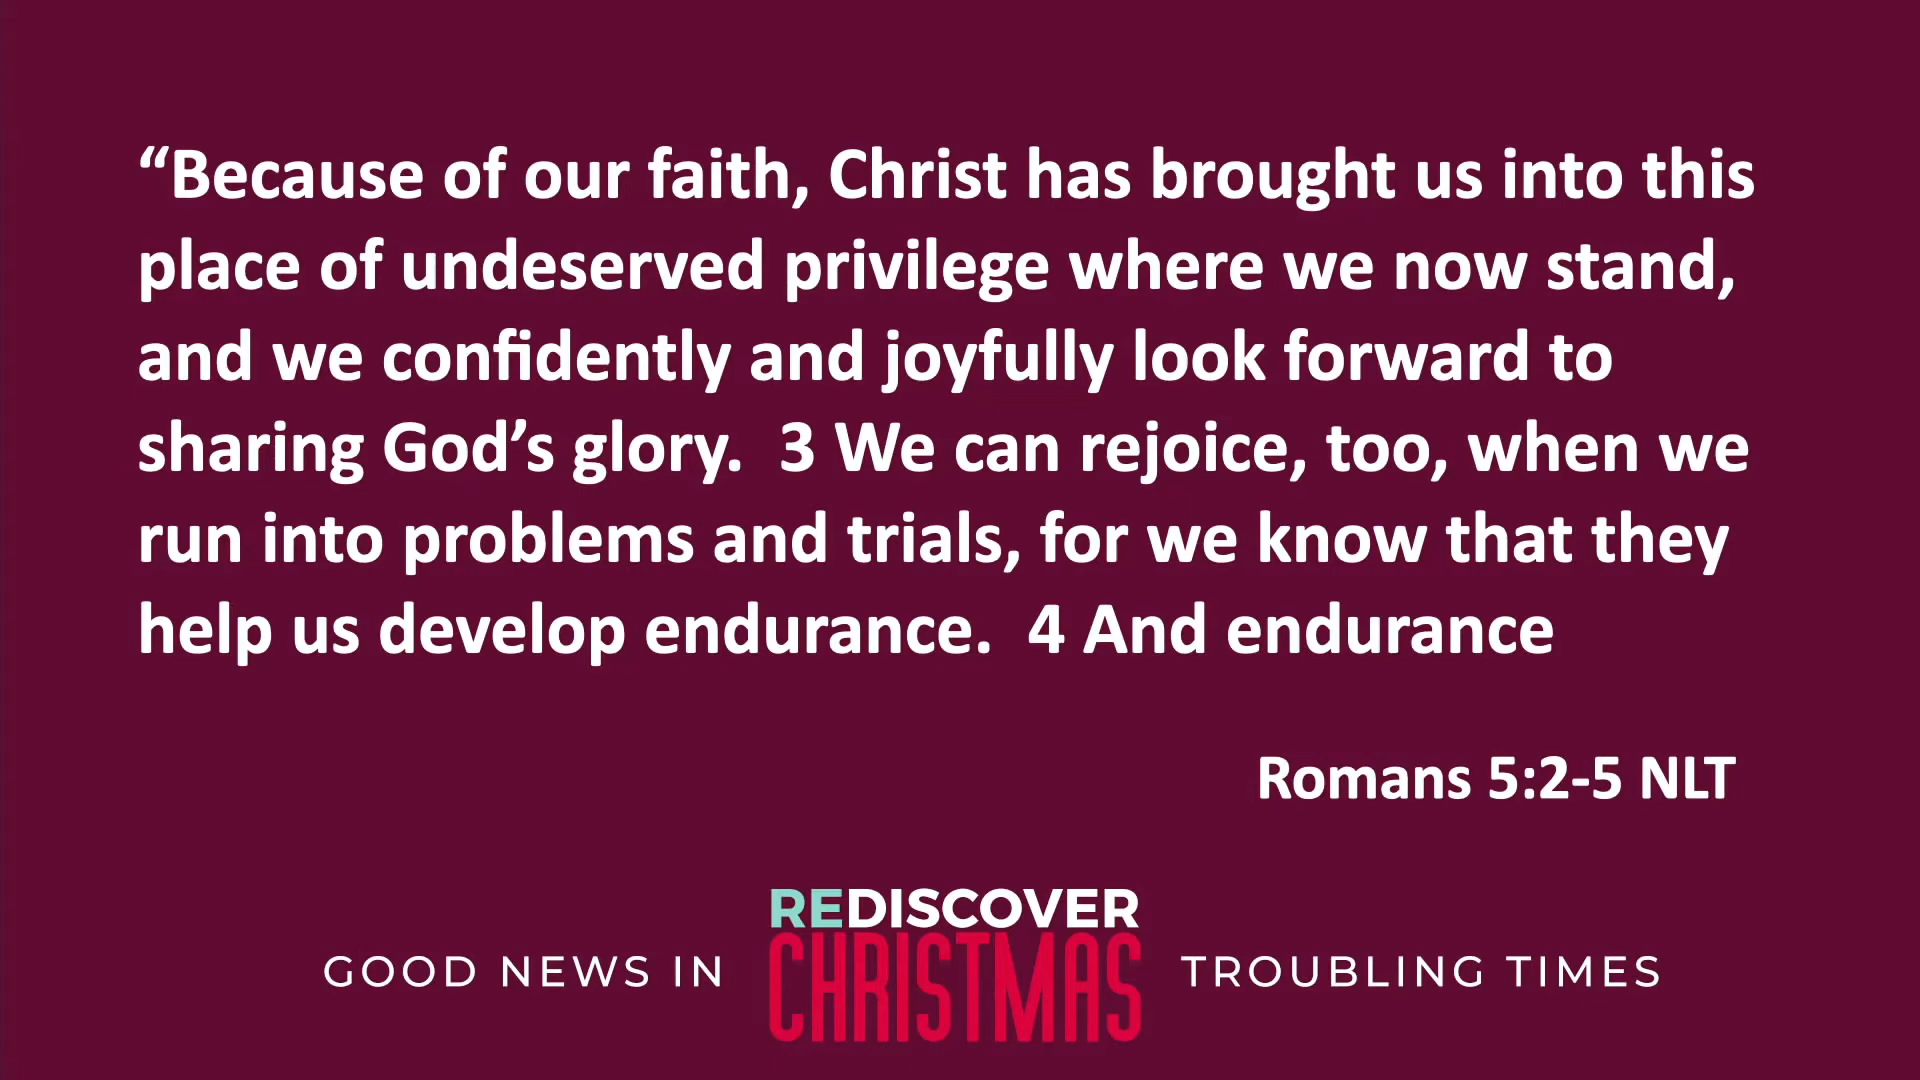 “Because of our faith, Christ has brought us into this
place of undeserved privilege where we now stand,
and we confidently and joyfully look forward to
sharing God’s glory.  3 We can rejoice, too, when we
run into problems and trials, for we know that they
help us develop endurance.  4 And endurance
Romans 5:2-5 NLT
REDISCOVER
GOOD NEWS IN CHRISTMAS TROUBLING TIMES